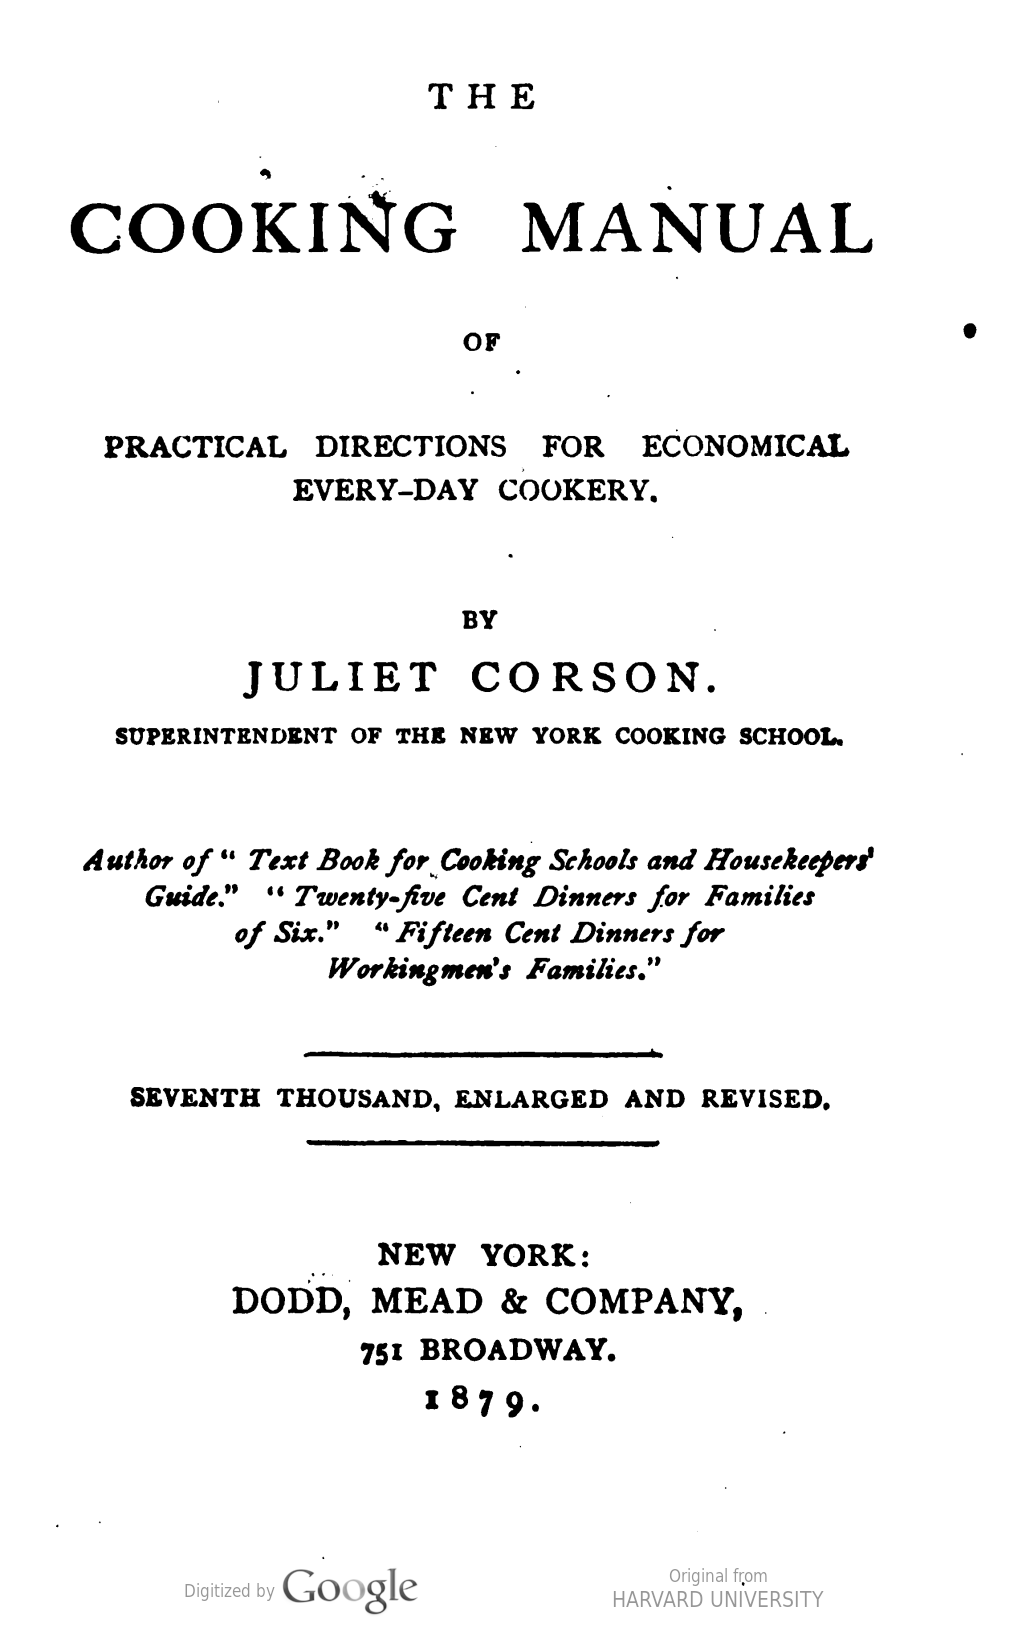 THE
COOKING MANUAL
OF
PRACTICAL DIRECTIONS FOR ECONOMICAL
EVERY-DAY COOKERY.
BY
JULIET CORSON.
SUPERINTENDENT OF THE NEW YORK COOKING SCHOOL.
Author of “ Text Book for Cooking Schools and Housekeepers'
Guide.” “ Twenty-five Cent Dinners for Families
of Six.” “ Fifteen Cent Dinners for
Workingmen's Families.”
SEVENTH THOUSAND, ENLARGED AND REVISED.
NEW YORK:
DODD, MEAD & COMPANY,
751 BROADWAY.
1879.
Digitized by Google
Original from
HARVARD UNIVERSITY